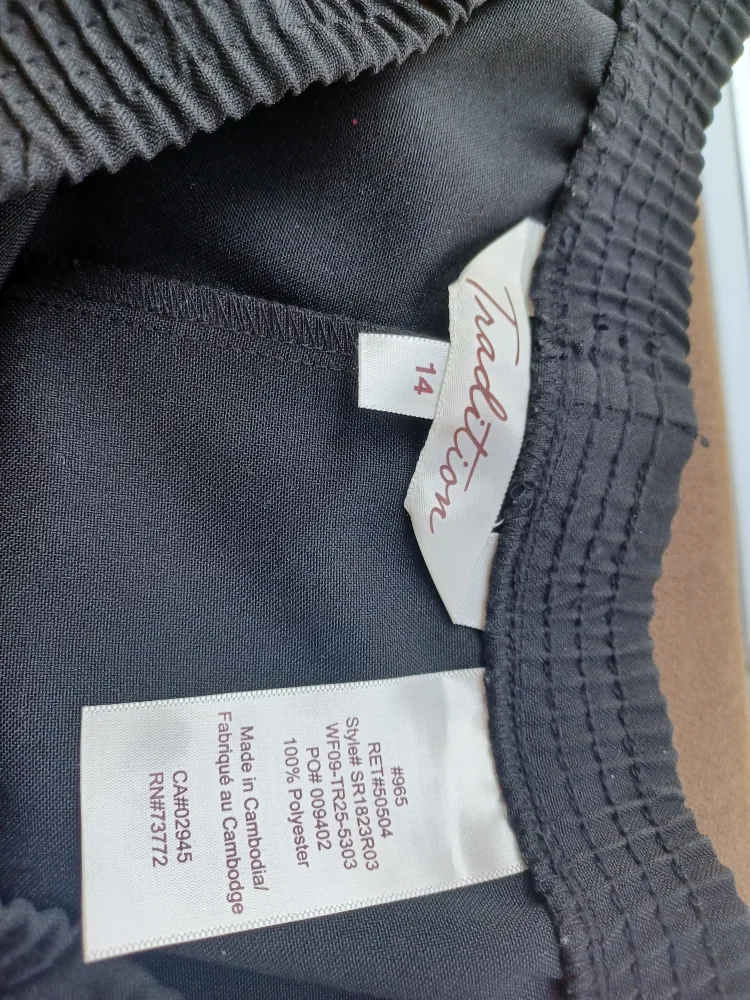 Tradition
14
#965
RET#50504
Style# SR1823R03
WF09-TR25-5303
PO# 009402
100% Polyester
Made in Cambodia/
Fabriqué au Cambodge
CA#02945
RN#73772